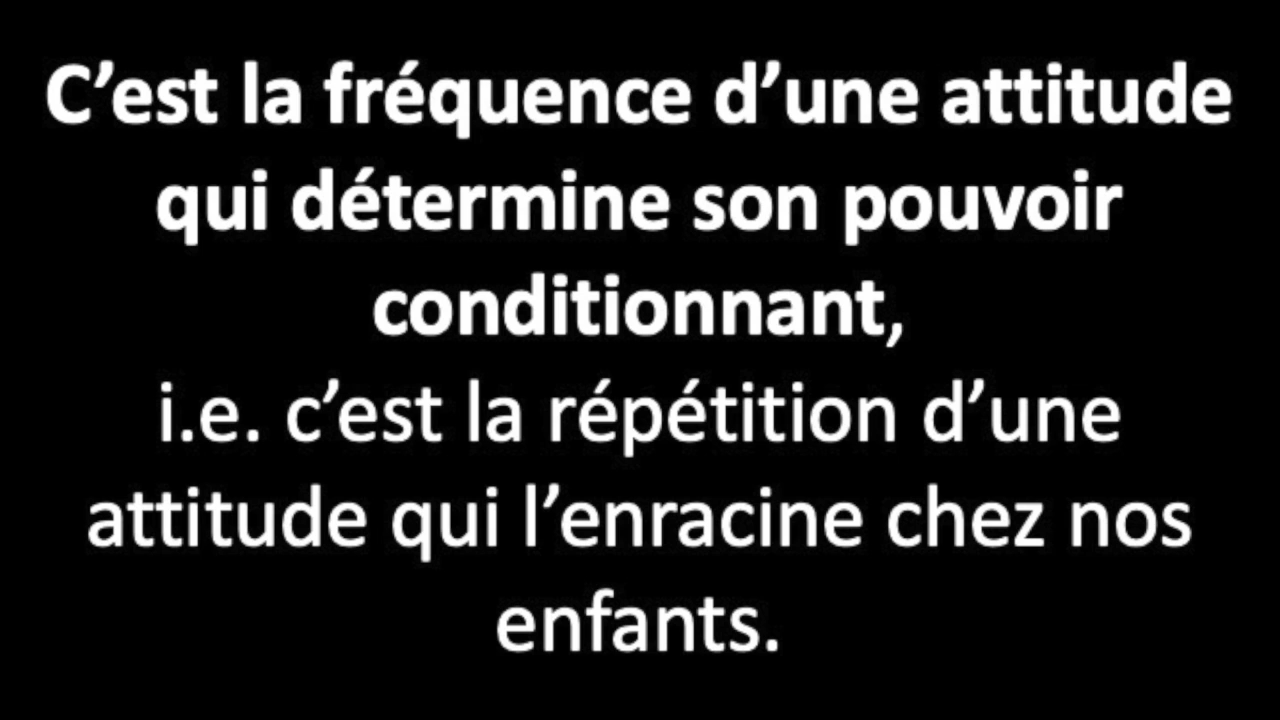 C’est la fréquence d’une attitude
qui détermine son pouvoir
conditionnant,
i.e. c’est la répétition d’une
attitude qui l’enracine chez nos
enfants.